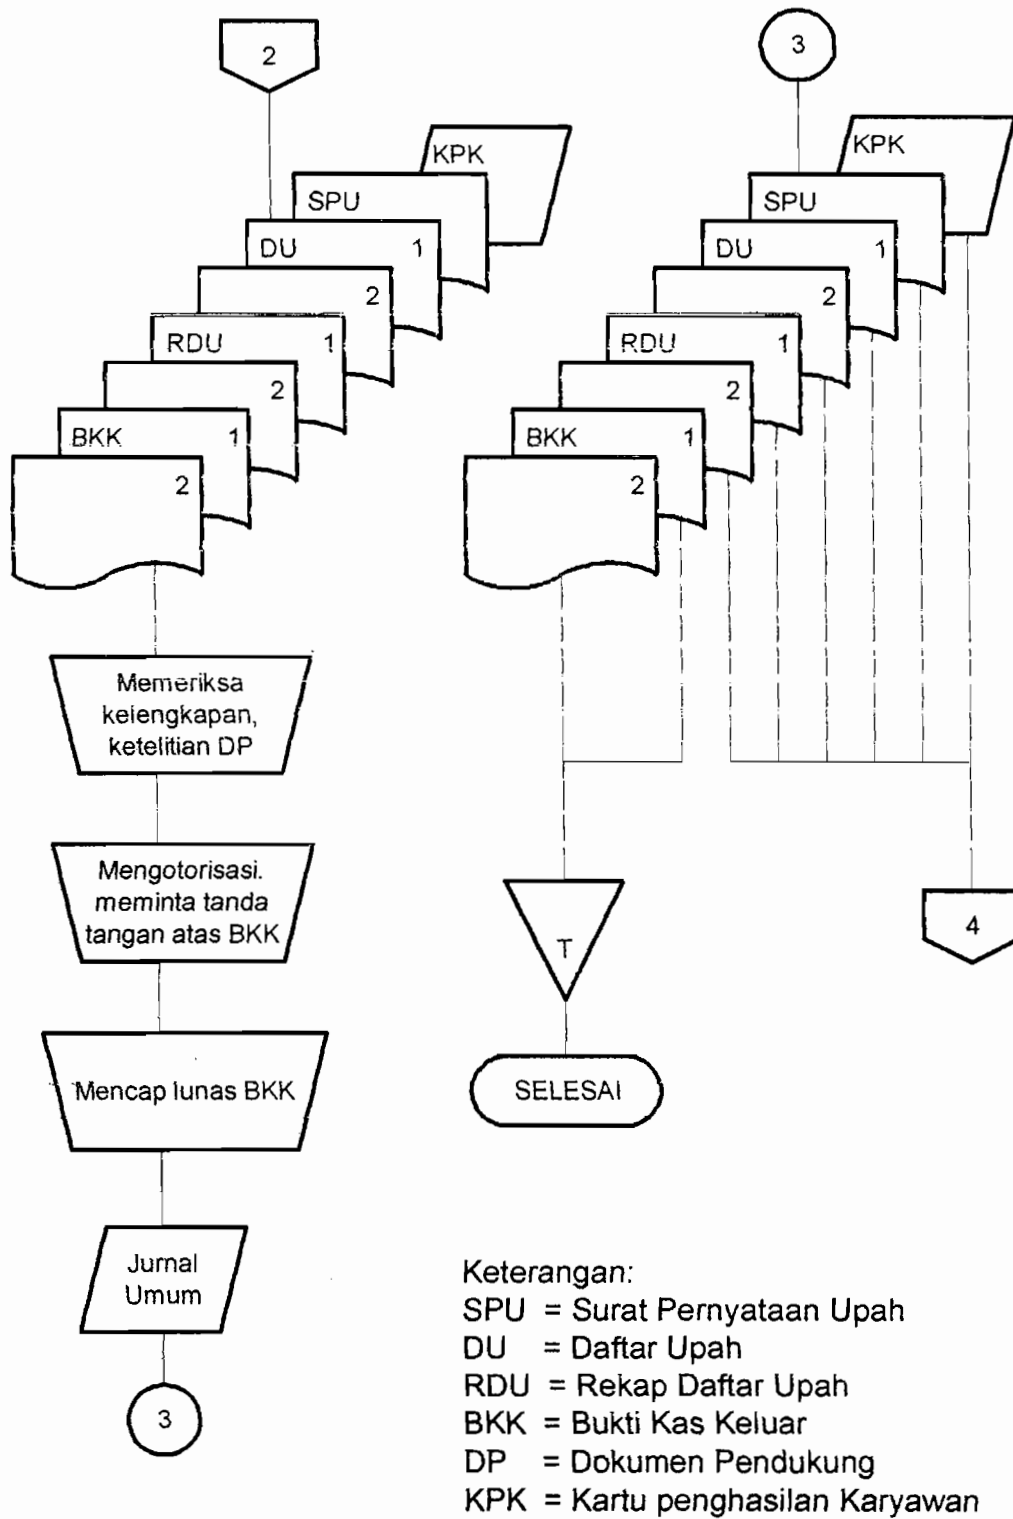 2
KPK
SPU
DU 1
2
RDU 1
2
BKK 1
2
Memeriksa
kelengkapan,
ketelitian DP
Mengotorisasi.
meminta tanda
tangan atas BKK
Mencap lunas BKK
Jurnal
Umum
3
3
KPK
SPU
DU 1
2
RDU 1
2
BKK 1
2
T
SELESAI
4
Keterangan:
SPU = Surat Pernyataan Upah
DU = Daftar Upah
RDU = Rekap Daftar Upah
BKK = Bukti Kas Keluar
DP = Dokumen Pendukung
KPK = Kartu penghasilan Karyawan